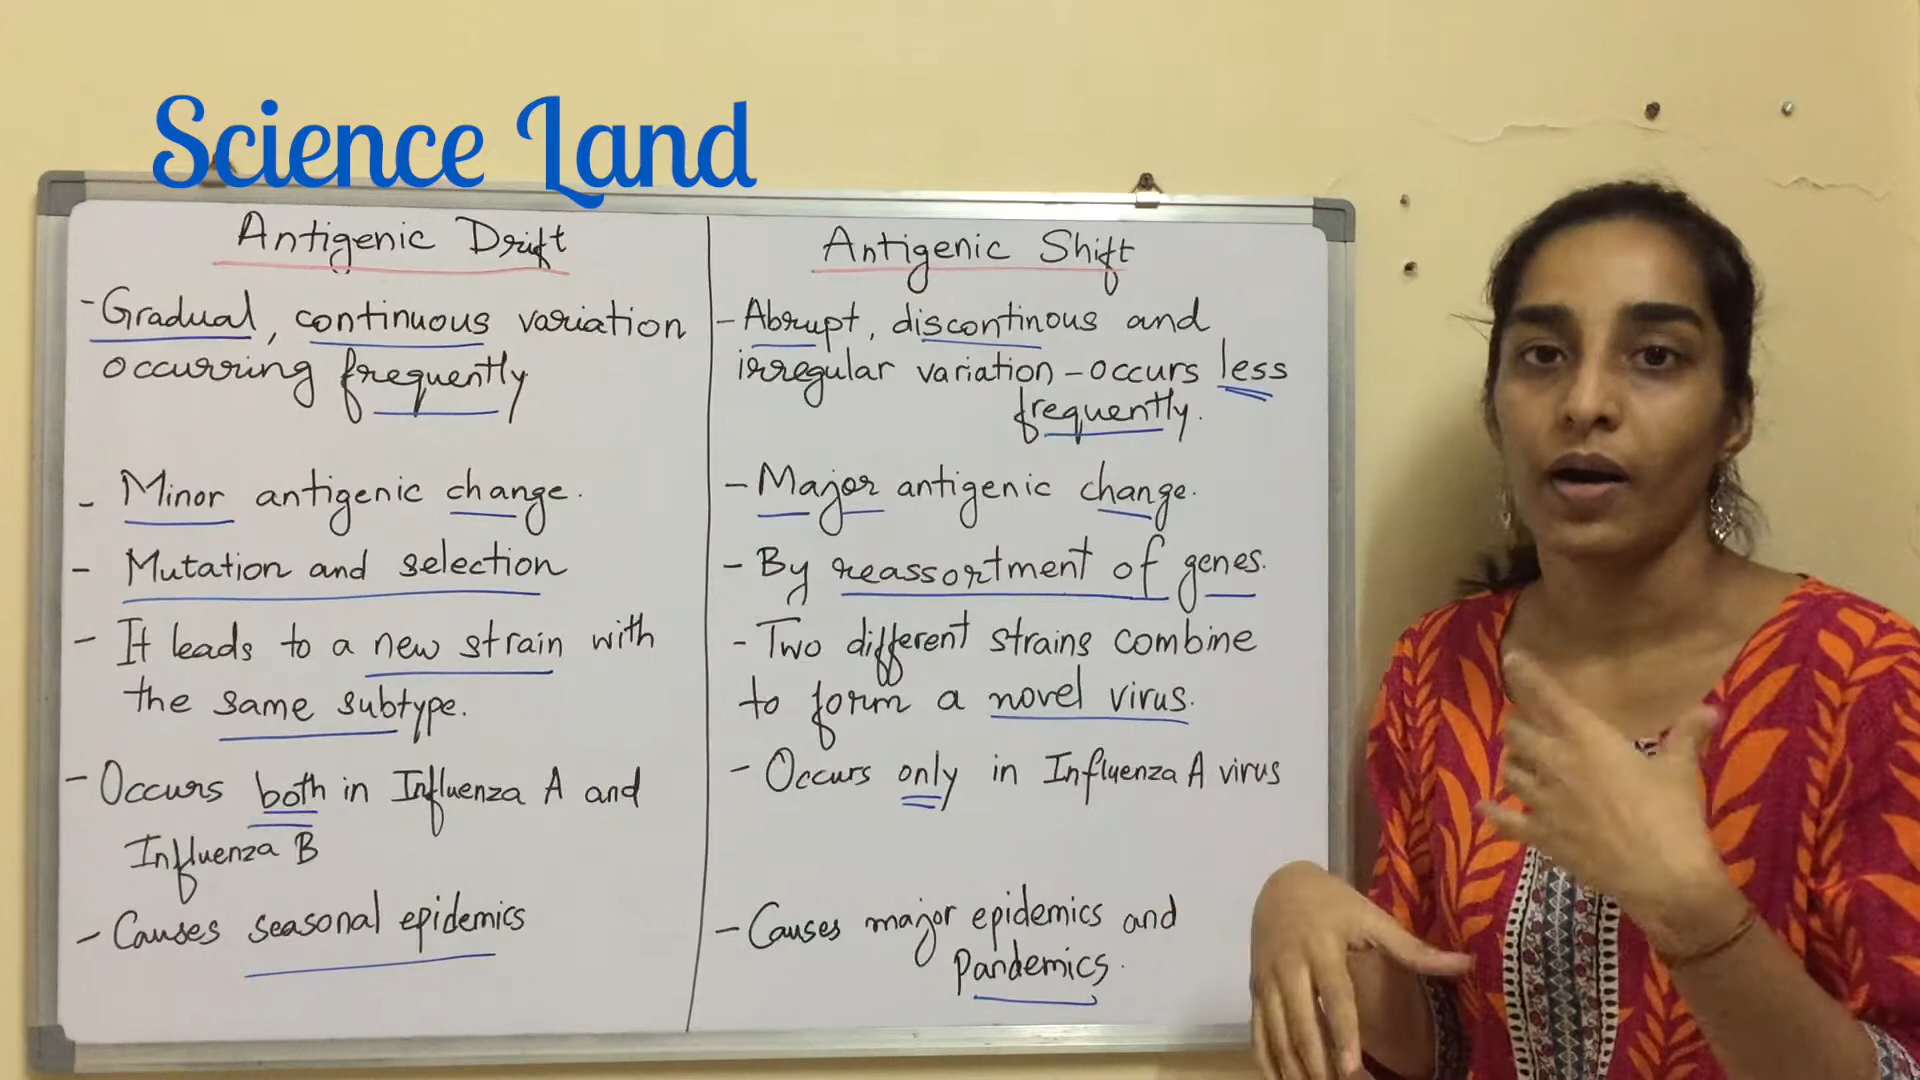 Science Land
Antigenic Drift
- Gradual, continuous variation
occurring frequently
- Minor antigenic change.
- Mutation and selection
- It leads to a new strain with
the same subtype.
- Occurs both in Influenza A and
Influenza B
- Causes seasonal epidemics
Antigenic Shift
- Abrupt, discontinous and
irregular variation - occurs less
frequently.
- Major antigenic change.
- By reassortment of genes.
- Two different strains combine
to form a novel virus.
- Occurs only in Influenza A virus
- Causes major epidemics and
Pandemics.